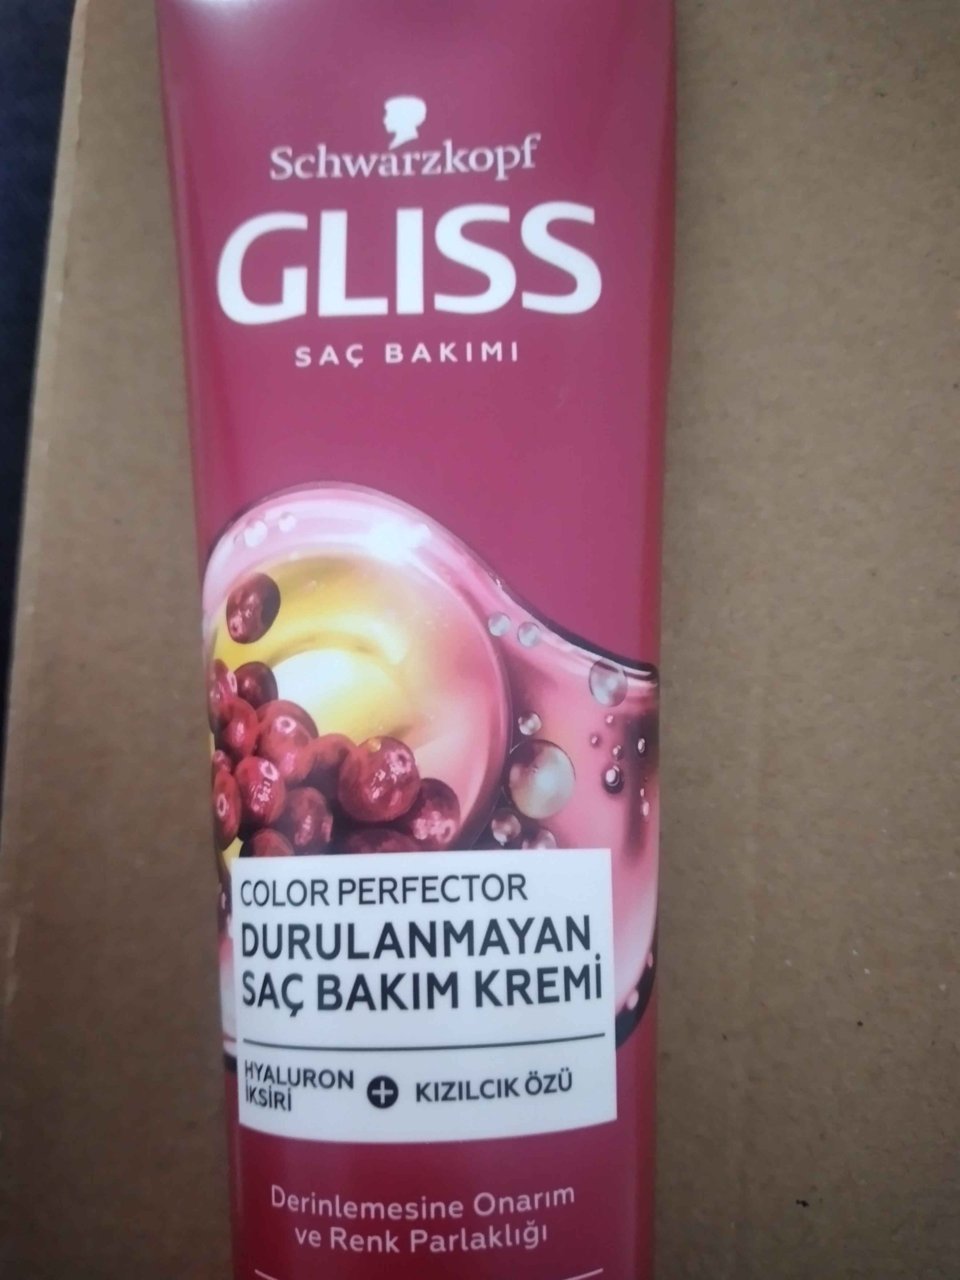 Schwarzkopf
GLISS
SAÇ BAKIMI
COLOR PERFECTOR
DURULANMAYAN
SAÇ BAKIM KREMİ
HYALURON
İKSİRİ
+
KIZILCIK ÖZÜ
Derinlemesine Onarım
ve Renk Parlaklığı